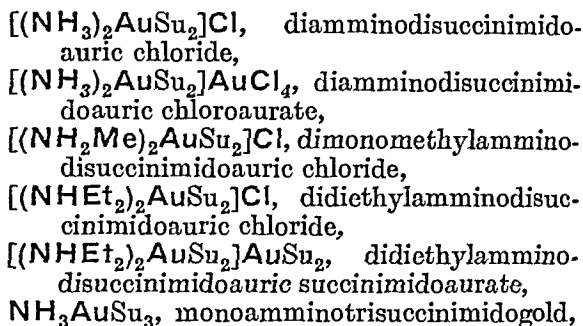 [(NH₃)₂AuSu₂]Cl, diamminodisuccinimido-
auric chloride,
[(NH₃)₂AuSu₂]AuCl₄, diamminodisuccinimi-
doauric chloroaurate,
[(NH₂Me)₂AuSu₂]Cl, dimonomethylammino-
disuccinimidoauric chloride,
[(NHEt₂)₂AuSu₂]Cl, didiethylamminodisuc-
cinimidoauric chloride,
[(NHEt₂)₂AuSu₂]AuSu₂, didiethylammino-
disuccinimidoauric succinimidoaurate,
NH₃AuSu₃, monoamminotrisuccinimidogold,